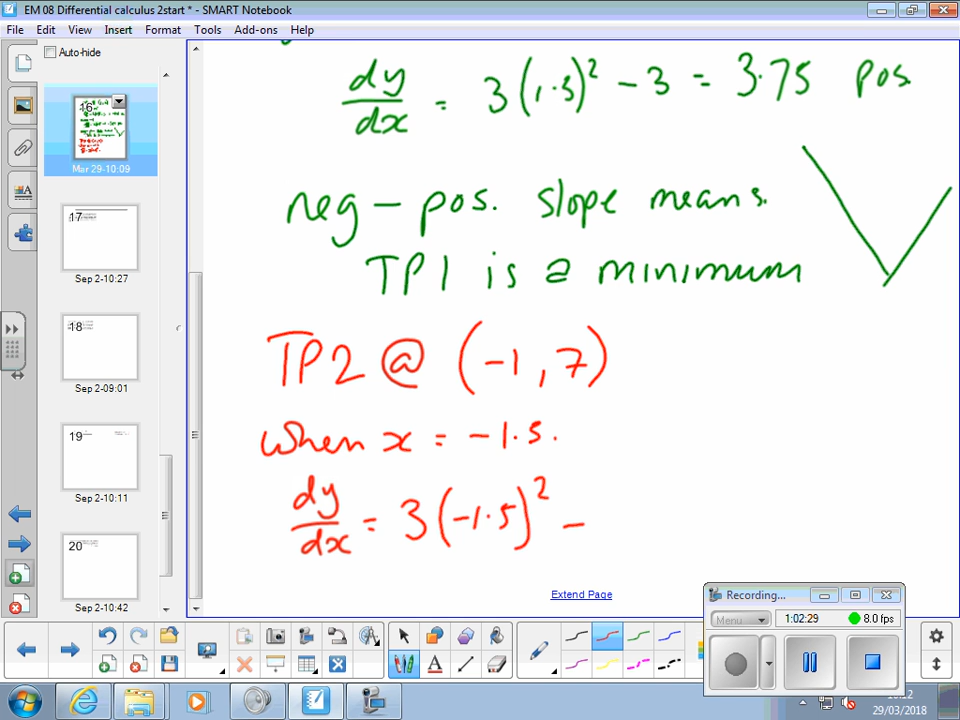 EM 08 Differential calculus 2start * - SMART Notebook
File Edit View Insert Format Tools Add-ons Help
Auto-hide
16
Mar 29-10:09
17
Sep 2-10:27
18
Sep 2-09:01
19
Sep 2-10:11
20
Sep 2-10:42
dy/dx = 3(1.5)² - 3 = 3.75 pos
neg - pos. slope means
TP1 is a minimum
TP2 @ (-1, 7)
when x = -1.5.
dy/dx = 3(-1.5)² -
Extend Page
Recording...
Menu
1:02:29
8.0 fps
A
29/03/2018